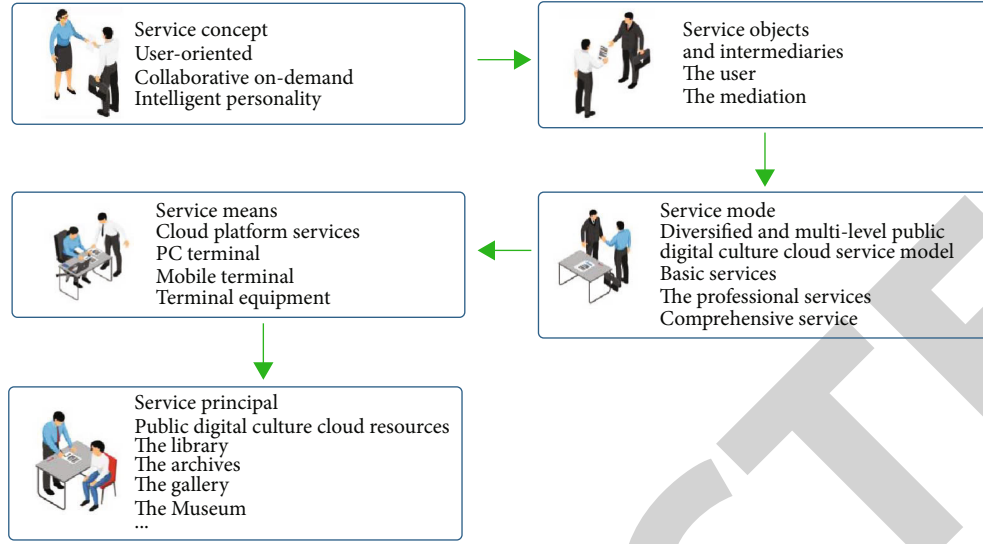 Service concept
User-oriented
Collaborative on-demand
Intelligent personality
Service objects
and intermediaries
The user
The mediation
Service mode
Diversified and multi-level public
digital culture cloud service model
Basic services
The professional services
Comprehensive service
Service means
Cloud platform services
PC terminal
Mobile terminal
Terminal equipment
Service principal
Public digital culture cloud resources
The library
The archives
The gallery
The Museum
...